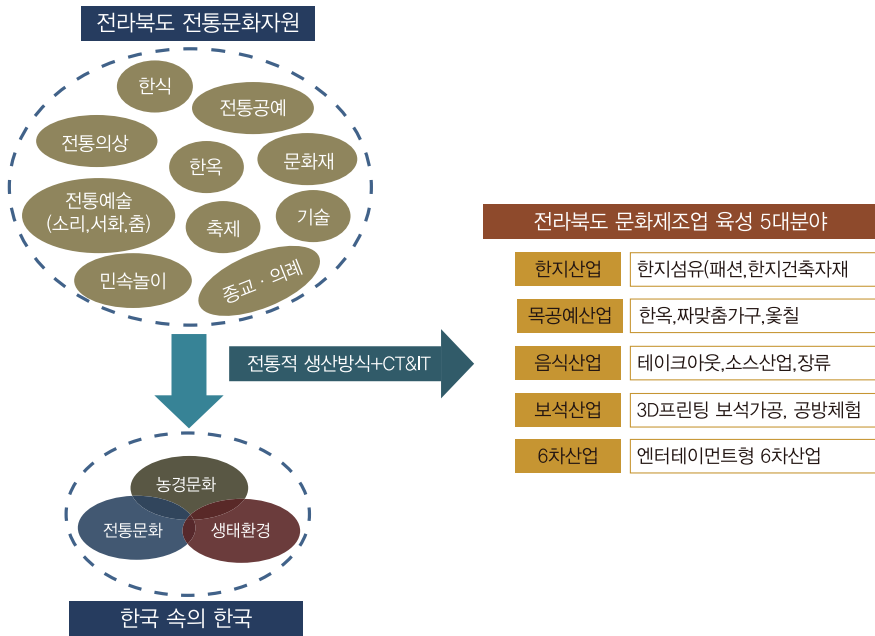 전라북도 전통문화자원
한식
전통공예
전통의상
한옥
문화재
전통예술
(소리,서화,춤)
축제
기술
민속놀이
종교 · 의례
전통적 생산방식+CT&IT
농경문화
전통문화
생태환경
한국 속의 한국
전라북도 문화제조업 육성 5대분야
한지산업
한지섬유(패션,한지건축자재
목공예산업
한옥,짜맞춤가구,옻칠
음식산업
테이크아웃,소스산업,장류
보석산업
3D프린팅 보석가공, 공방체험
6차산업
엔터테이먼트형 6차산업